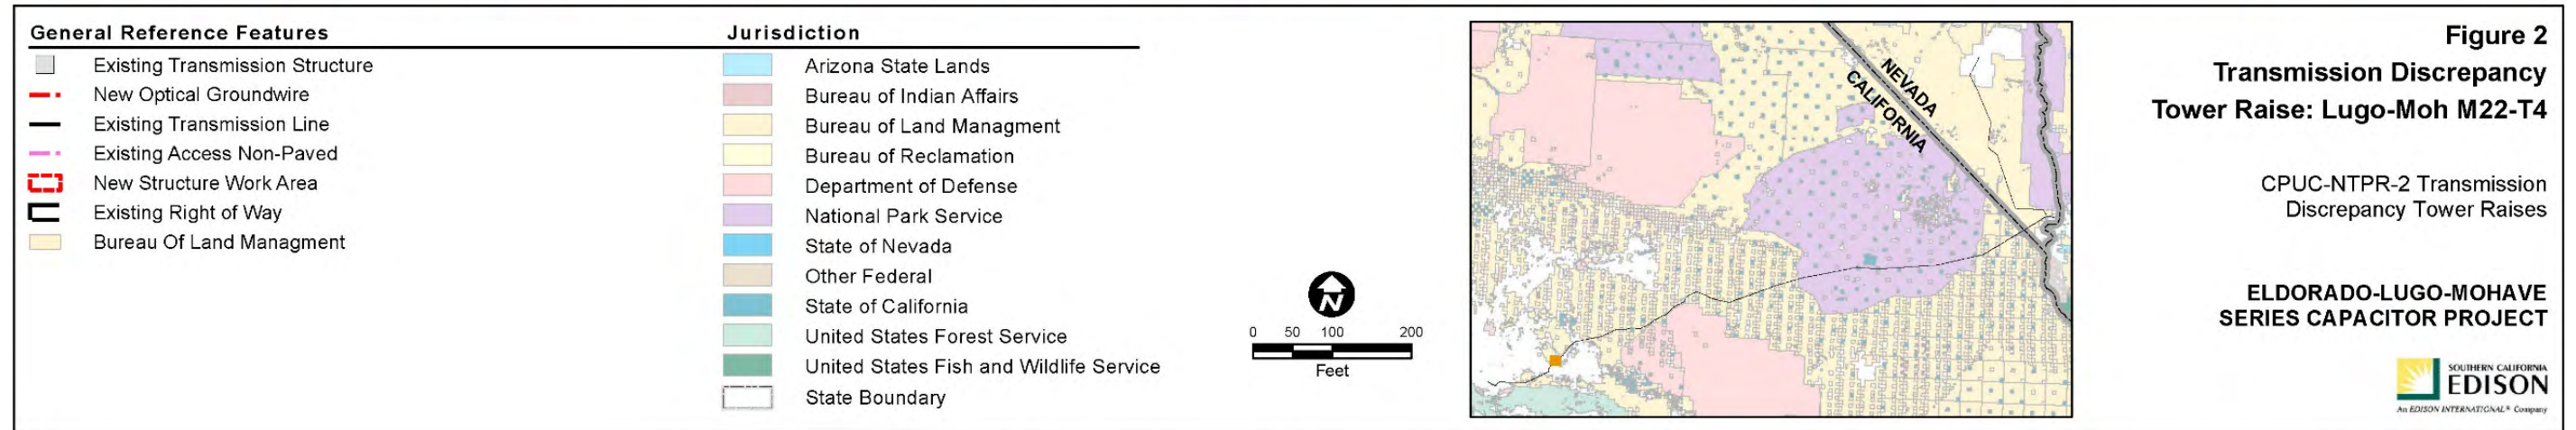 General Reference Features
Existing Transmission Structure
New Optical Groundwire
Existing Transmission Line
Existing Access Non-Paved
New Structure Work Area
Existing Right of Way
Bureau Of Land Managment
Jurisdiction
Arizona State Lands
Bureau of Indian Affairs
Bureau of Land Managment
Bureau of Reclamation
Department of Defense
National Park Service
State of Nevada
Other Federal
State of California
United States Forest Service
United States Fish and Wildlife Service
State Boundary
N
0 50 100 200
Feet
NEVADA
CALIFORNIA
Figure 2
Transmission Discrepancy
Tower Raise: Lugo-Moh M22-T4
CPUC-NTPR-2 Transmission
Discrepancy Tower Raises
ELDORADO-LUGO-MOHAVE
SERIES CAPACITOR PROJECT
SOUTHERN CALIFORNIA
EDISON
An EDISON INTERNATIONAL® Company